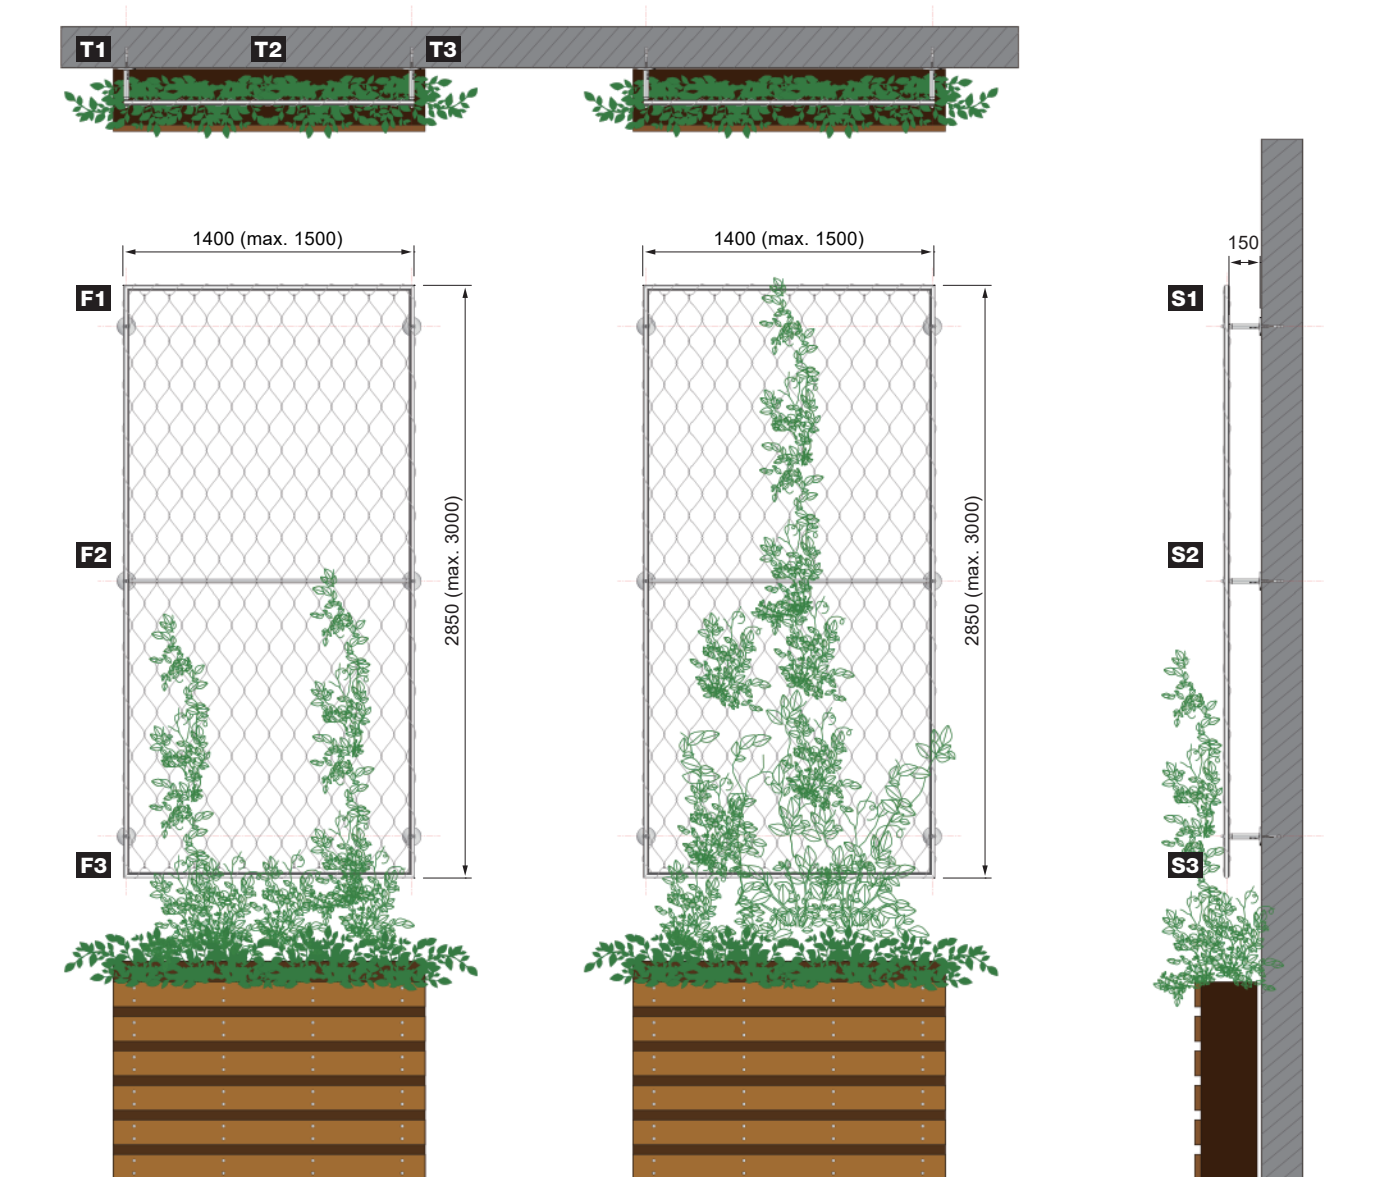 T1 T2 T3
1400 (max. 1500)
1400 (max. 1500)
150
F1
S1
F2
S2
2850 (max. 3000)
2850 (max. 3000)
F3
S3